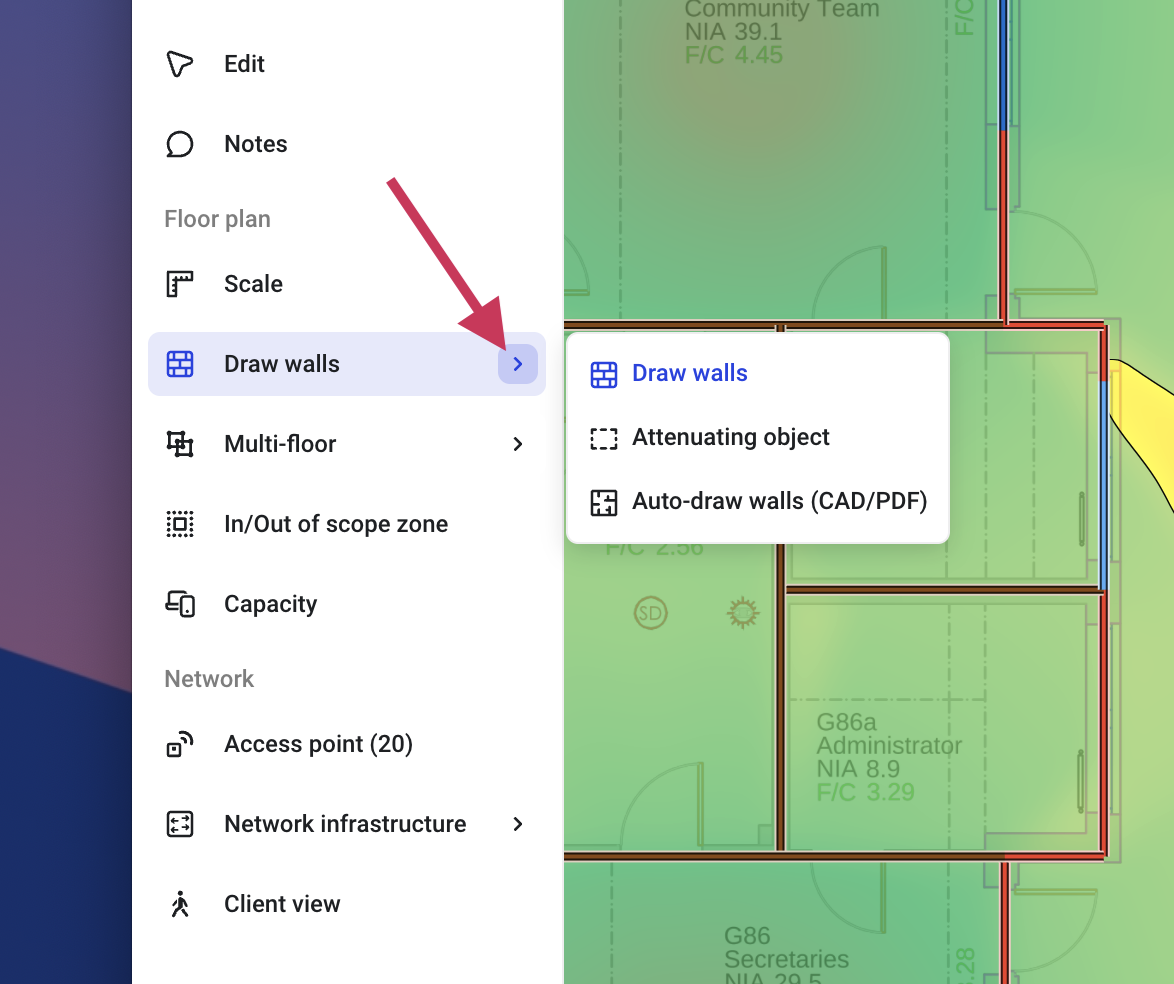 Edit
Notes
Floor plan
Scale
Draw walls
Multi-floor
In/Out of scope zone
Capacity
Network
Access point (20)
Network infrastructure
Client view
Draw walls
Attenuating object
Auto-draw walls (CAD/PDF)
Community Team
NIA 39.1
F/C 4.45
F/C
F/C 2.56
SD
G86a
Administrator
NIA 8.9
F/C 3.29
G86
Secretaries
NIA 29.5
.28